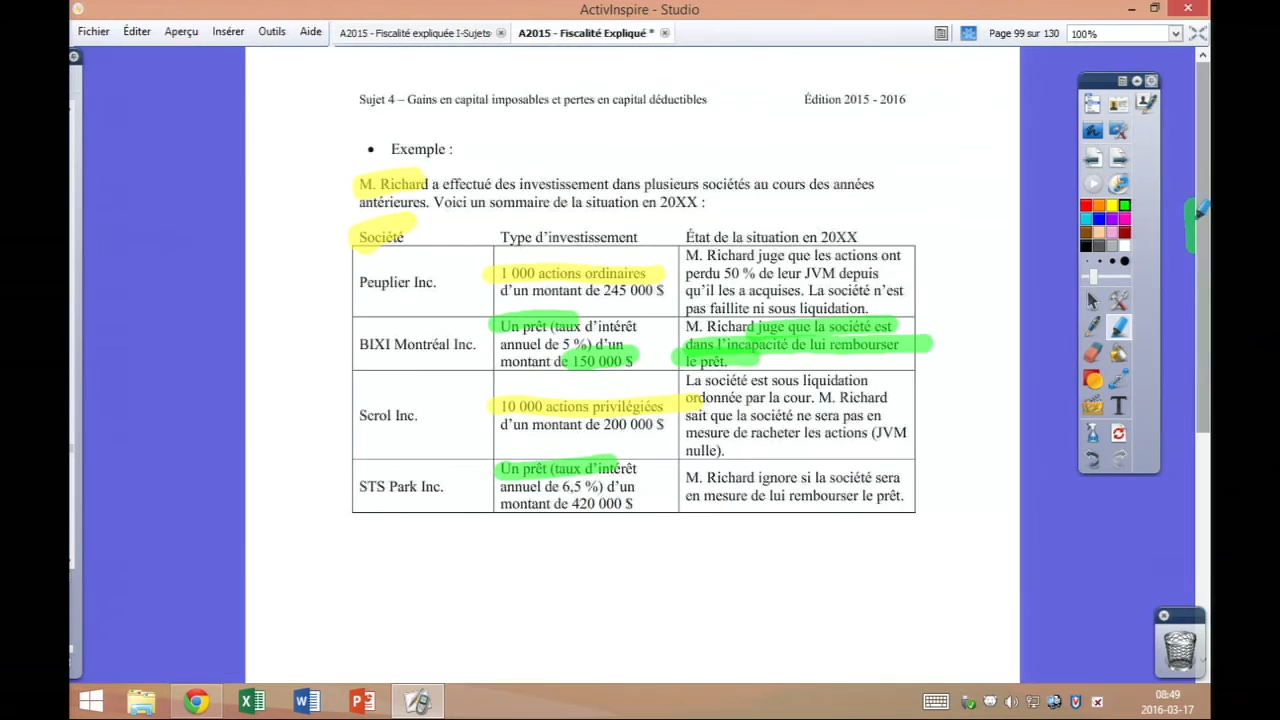 ActivInspire - Studio
Fichier Éditer Aperçu Insérer Outils Aide
A2015 - Fiscalité expliquée I-Sujets A2015 - Fiscalité Expliqué *
Page 99 sur 130 100%
Sujet 4 – Gains en capital imposables et pertes en capital déductibles Édition 2015 - 2016
• Exemple :
M. Richard a effectué des investissement dans plusieurs sociétés au cours des années
antérieures. Voici un sommaire de la situation en 20XX :
Société Type d’investissement État de la situation en 20XX
Peuplier Inc.
1 000 actions ordinaires
d’un montant de 245 000 $
M. Richard juge que les actions ont
perdu 50 % de leur JVM depuis
qu’il les a acquises. La société n’est
pas faillite ni sous liquidation.
BIXI Montréal Inc.
Un prêt (taux d’intérêt
annuel de 5 %) d’un
montant de 150 000 $
M. Richard juge que la société est
dans l’incapacité de lui rembourser
le prêt.
Scrol Inc.
10 000 actions privilégiées
d’un montant de 200 000 $
La société est sous liquidation
ordonnée par la cour. M. Richard
sait que la société ne sera pas en
mesure de racheter les actions (JVM
nulle).
STS Park Inc.
Un prêt (taux d’intérêt
annuel de 6,5 %) d’un
montant de 420 000 $
M. Richard ignore si la société sera
en mesure de lui rembourser le prêt.
08:49
2016-03-17